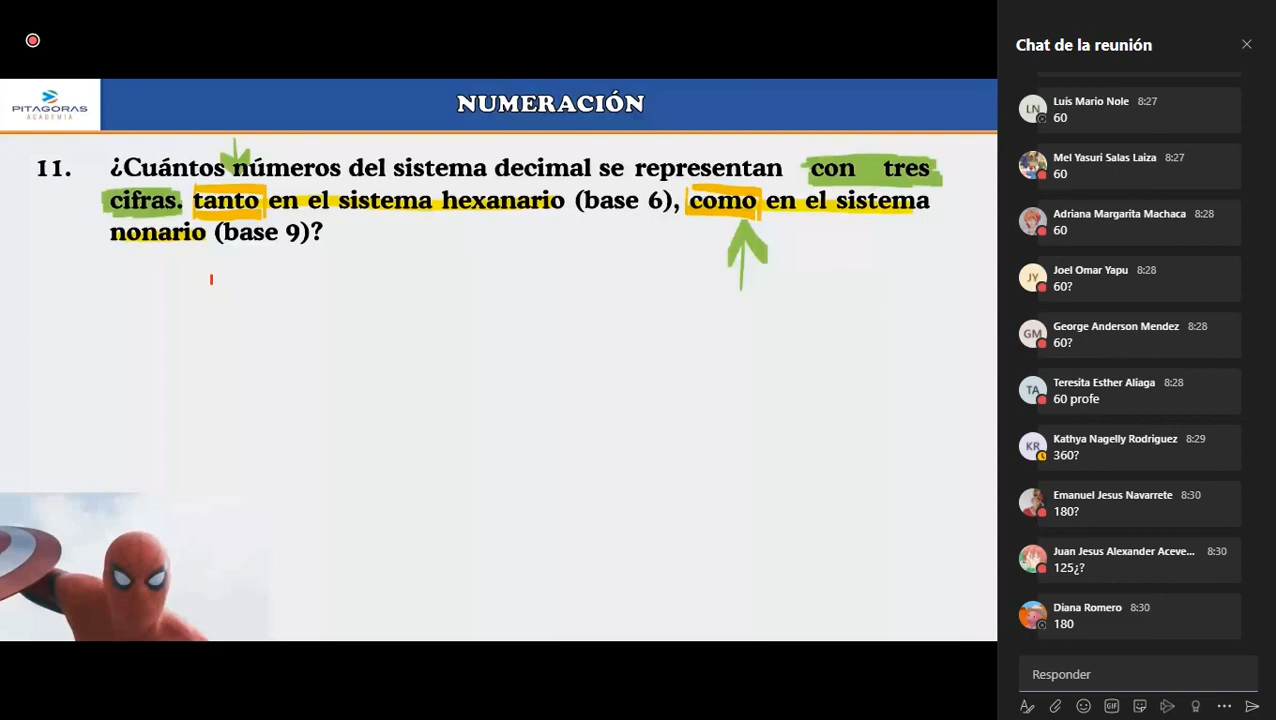 Chat de la reunión
PITAGORAS
ACADEMIA
NUMERACIÓN
11. ¿Cuántos números del sistema decimal se representan con tres
cifras. tanto en el sistema hexanario (base 6), como en el sistema
nonario (base 9)?
LN
Luis Mario Nole 8:27
60
Mel Yasuri Salas Laiza 8:27
60
Adriana Margarita Machaca 8:28
60
JY
Joel Omar Yapu 8:28
60?
GM
George Anderson Mendez 8:28
60?
TA
Teresita Esther Aliaga 8:28
60 profe
KR
Kathya Nagelly Rodriguez 8:29
360?
Emanuel Jesus Navarrete 8:30
180?
Juan Jesus Alexander Aceve... 8:30
125¿?
Diana Romero 8:30
180
Responder
GIF